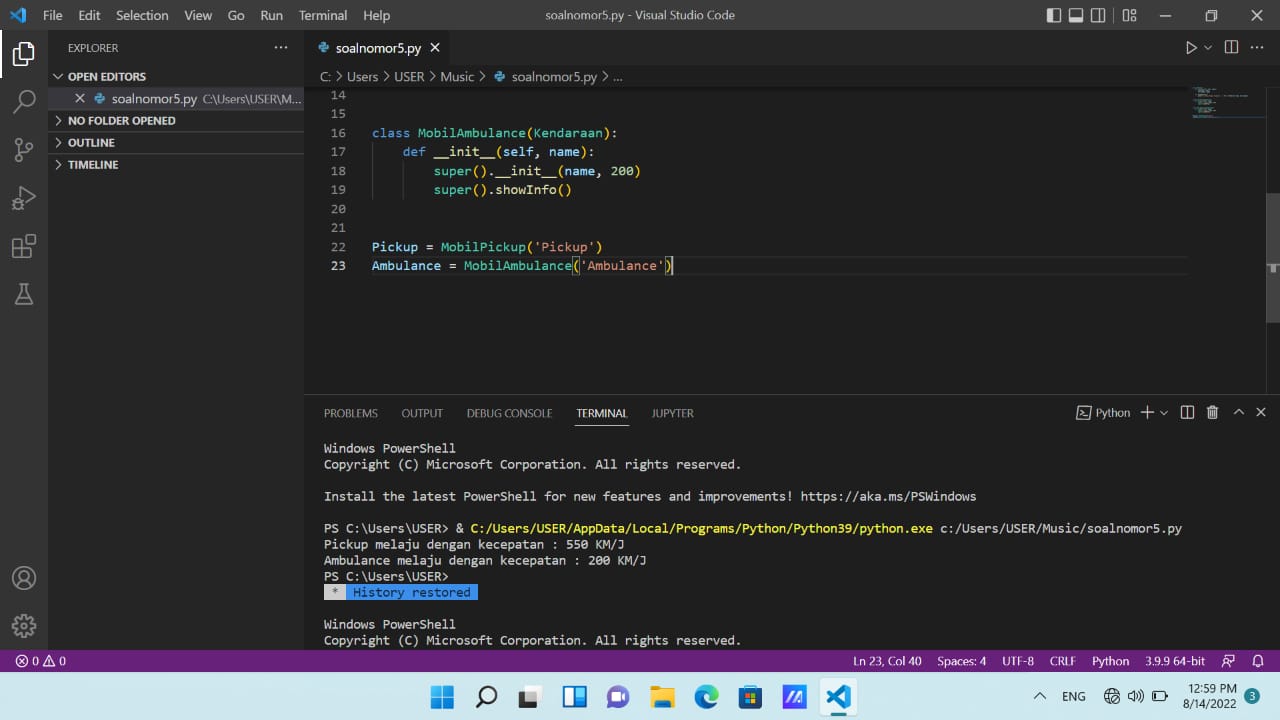 File Edit Selection View Go Run Terminal Help
soalnomor5.py - Visual Studio Code
EXPLORER
OPEN EDITORS
soalnomor5.py C:\Users\USER\M...
NO FOLDER OPENED
OUTLINE
TIMELINE
soalnomor5.py
C: > Users > USER > Music > soalnomor5.py > ...
14
15
16 class MobilAmbulance(Kendaraan):
17 def __init__(self, name):
18 super().__init__(name, 200)
19 super().showInfo()
20
21
22 Pickup = MobilPickup('Pickup')
23 Ambulance = MobilAmbulance('Ambulance')
PROBLEMS OUTPUT DEBUG CONSOLE TERMINAL JUPYTER
Python
Windows PowerShell
Copyright (C) Microsoft Corporation. All rights reserved.
Install the latest PowerShell for new features and improvements! https://aka.ms/PSWindows
PS C:\Users\USER> & C:/Users/USER/AppData/Local/Programs/Python/Python39/python.exe c:/Users/USER/Music/soalnomor5.py
Pickup melaju dengan kecepatan : 550 KM/J
Ambulance melaju dengan kecepatan : 200 KM/J
PS C:\Users\USER>
* History restored
Windows PowerShell
Copyright (C) Microsoft Corporation. All rights reserved.
0 0
Ln 23, Col 40 Spaces: 4 UTF-8 CRLF Python 3.9.9 64-bit
ENG
12:59 PM
8/14/2022
3